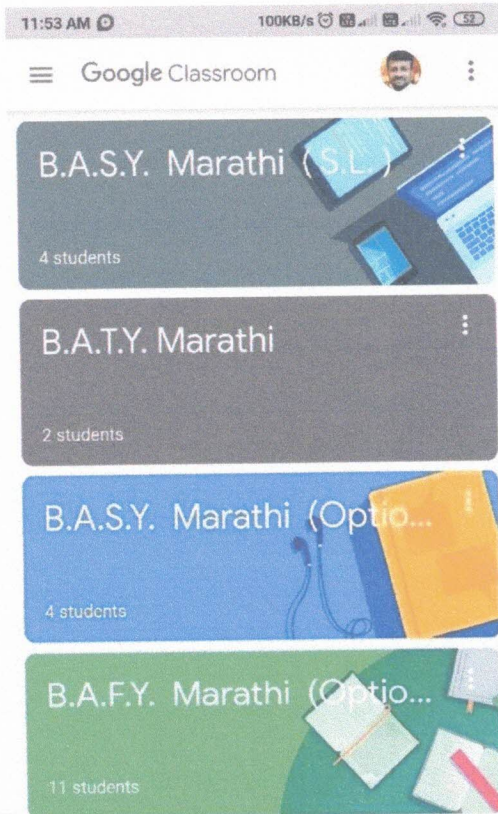 11:53 AM 100KB/s 52
Google Classroom
B.A.S.Y. Marathi ( S.L. )
4 students
B.A.T.Y. Marathi
2 students
B.A.S.Y. Marathi (Optio...
4 students
B.A.F.Y. Marathi (Optio...
11 students